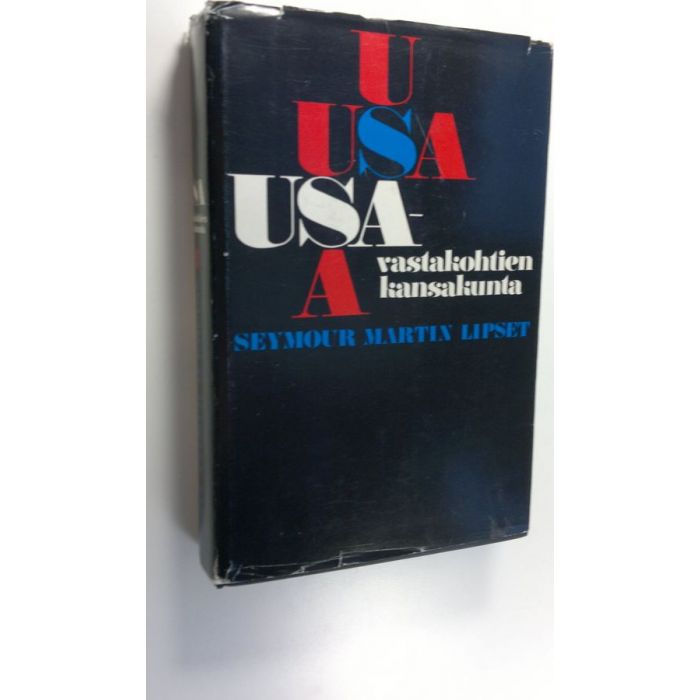 U
USA
USA-
vastakohtien
kansakunta
A
SEYMOUR MARTIN LIPSET